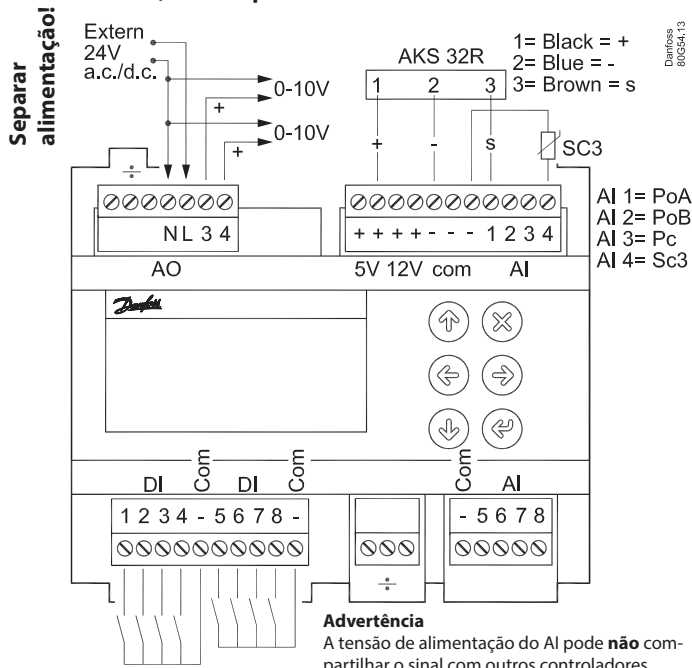 Separar
alimentação!
Extern
24V
a.c./d.c.
0-10V
0-10V
+
+
AKS 32R
1 2 3
1= Black = +
2= Blue = -
3= Brown = s
Danfoss
80G54.13
+ - s
SC3
÷
N L 3 4
AO
+ + + + - - - 1 2 3 4
5V 12V com AI
AI 1= PoA
AI 2= PoB
AI 3= Pc
AI 4= Sc3
Danfoss
DI Com DI Com
1 2 3 4 - 5 6 7 8 -
÷
Com AI
- 5 6 7 8
Advertência
A tensão de alimentação do AI pode não com-
partilhar o sinal com outros controladores